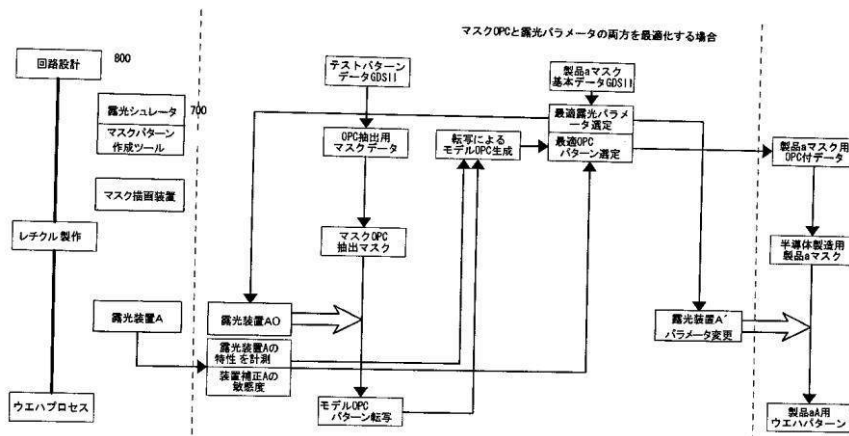 マスクOPCと露光パラメータの両方を最適化する場合
回路設計
800
テストパターン
データGDSII
製品aマスク
基本データGDSII
露光シュレータ
700
マスクパターン
作成ツール
OPC抽出用
マスクデータ
転写による
モデルOPC生成
最適露光パラメ
ータ選定
最適OPC
パターン選定
製品aマスク用
OPC付データ
マスク描画装置
レチクル製作
マスクOPC
抽出マスク
半導体製造用
製品aマスク
露光装置A
露光装置AO
露光装置A´
パラメータ変更
露光装置Aの
特性を計測
装置補正Aの
敏感度
ウエハプロセス
モデルOPC
パターン転写
製品aA用
ウエハパターン